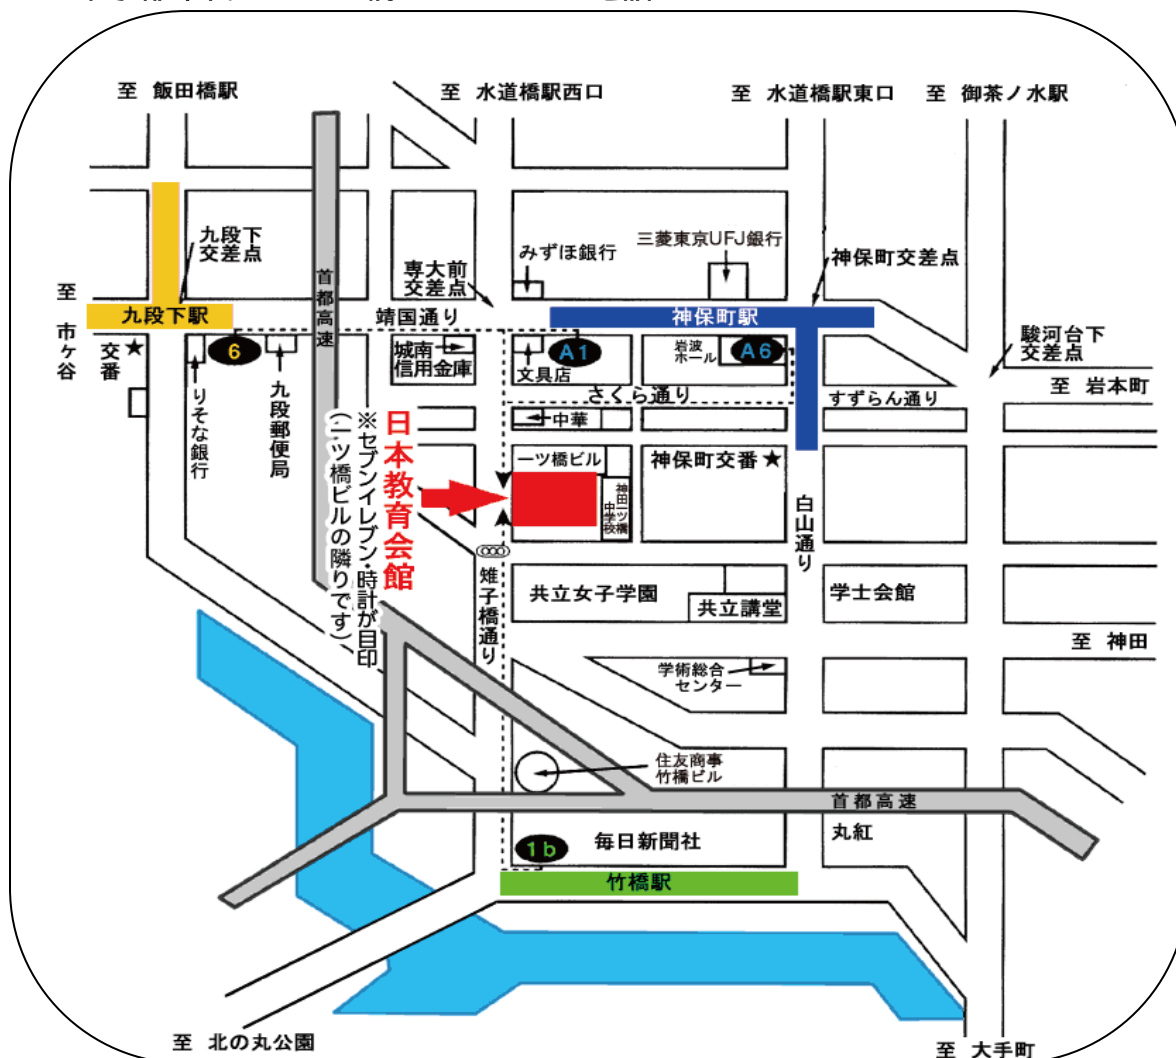 至 飯田橋駅
至 水道橋駅西口
至 水道橋駅東口
至 御茶ノ水駅
九段下
交差点
専大前
交差点
みずほ銀行
三菱東京UFJ銀行
神保町交差点
首都高速
至 市ヶ谷
九段下駅
靖国通り
神保町駅
駿河台下
交差点
交番★
6
城南
信用金庫
A1
文具店
岩波
ホール
A6
至 岩本町
りそな銀行
九段郵便局
さくら通り
すずらん通り
中華
日本教育会館
※セブンイレブン・時計が目印
(一ツ橋ビルの隣りです)
一ツ橋ビル
神田一ツ橋
中学校
神保町交番★
白山通り
雉子橋通り
共立女子学園
共立講堂
学士会館
至 神田
学術総合
センター
住友商事
竹橋ビル
首都高速
丸紅
毎日新聞社
1b
竹橋駅
至 北の丸公園
至 大手町